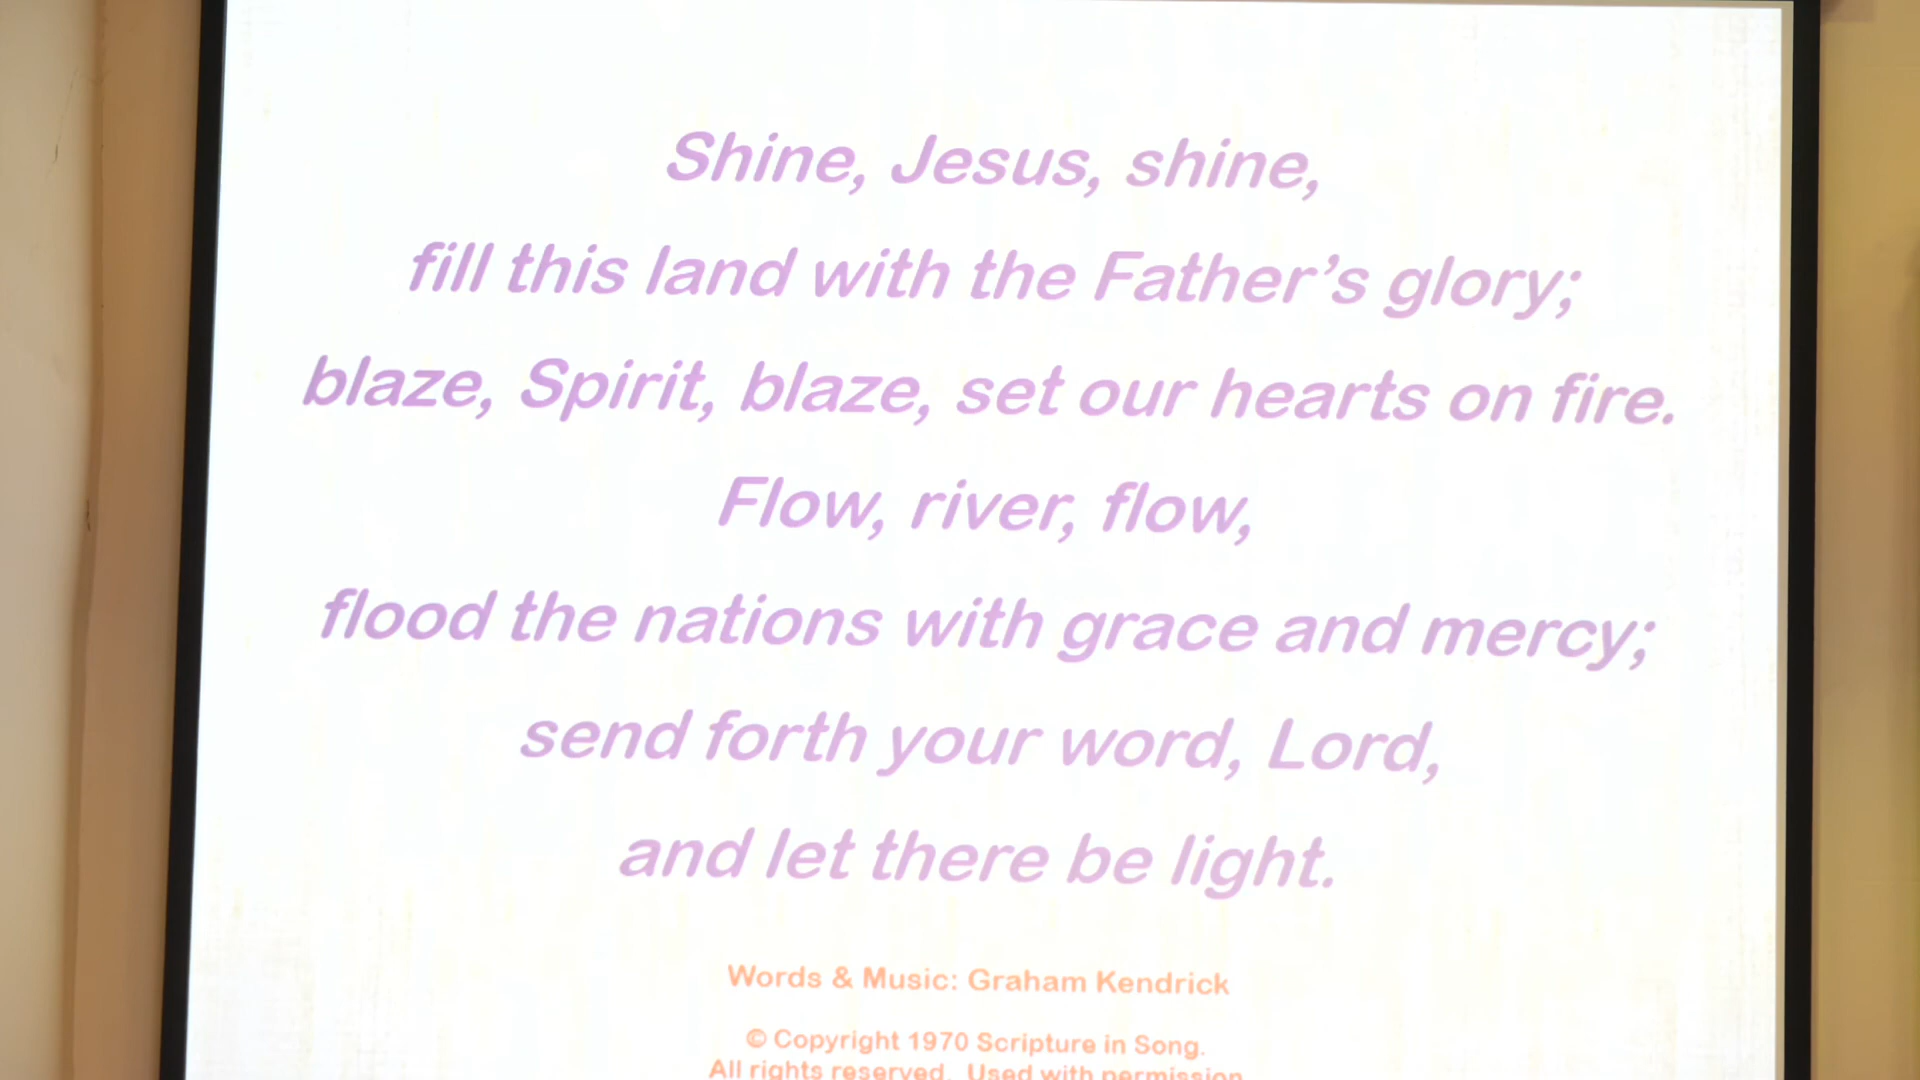 Shine, Jesus, shine,
fill this land with the Father’s glory;
blaze, Spirit, blaze, set our hearts on fire.
Flow, river, flow,
flood the nations with grace and mercy;
send forth your word, Lord,
and let there be light.
Words & Music: Graham Kendrick
© Copyright 1970 Scripture in Song.
All rights reserved. Used with permission